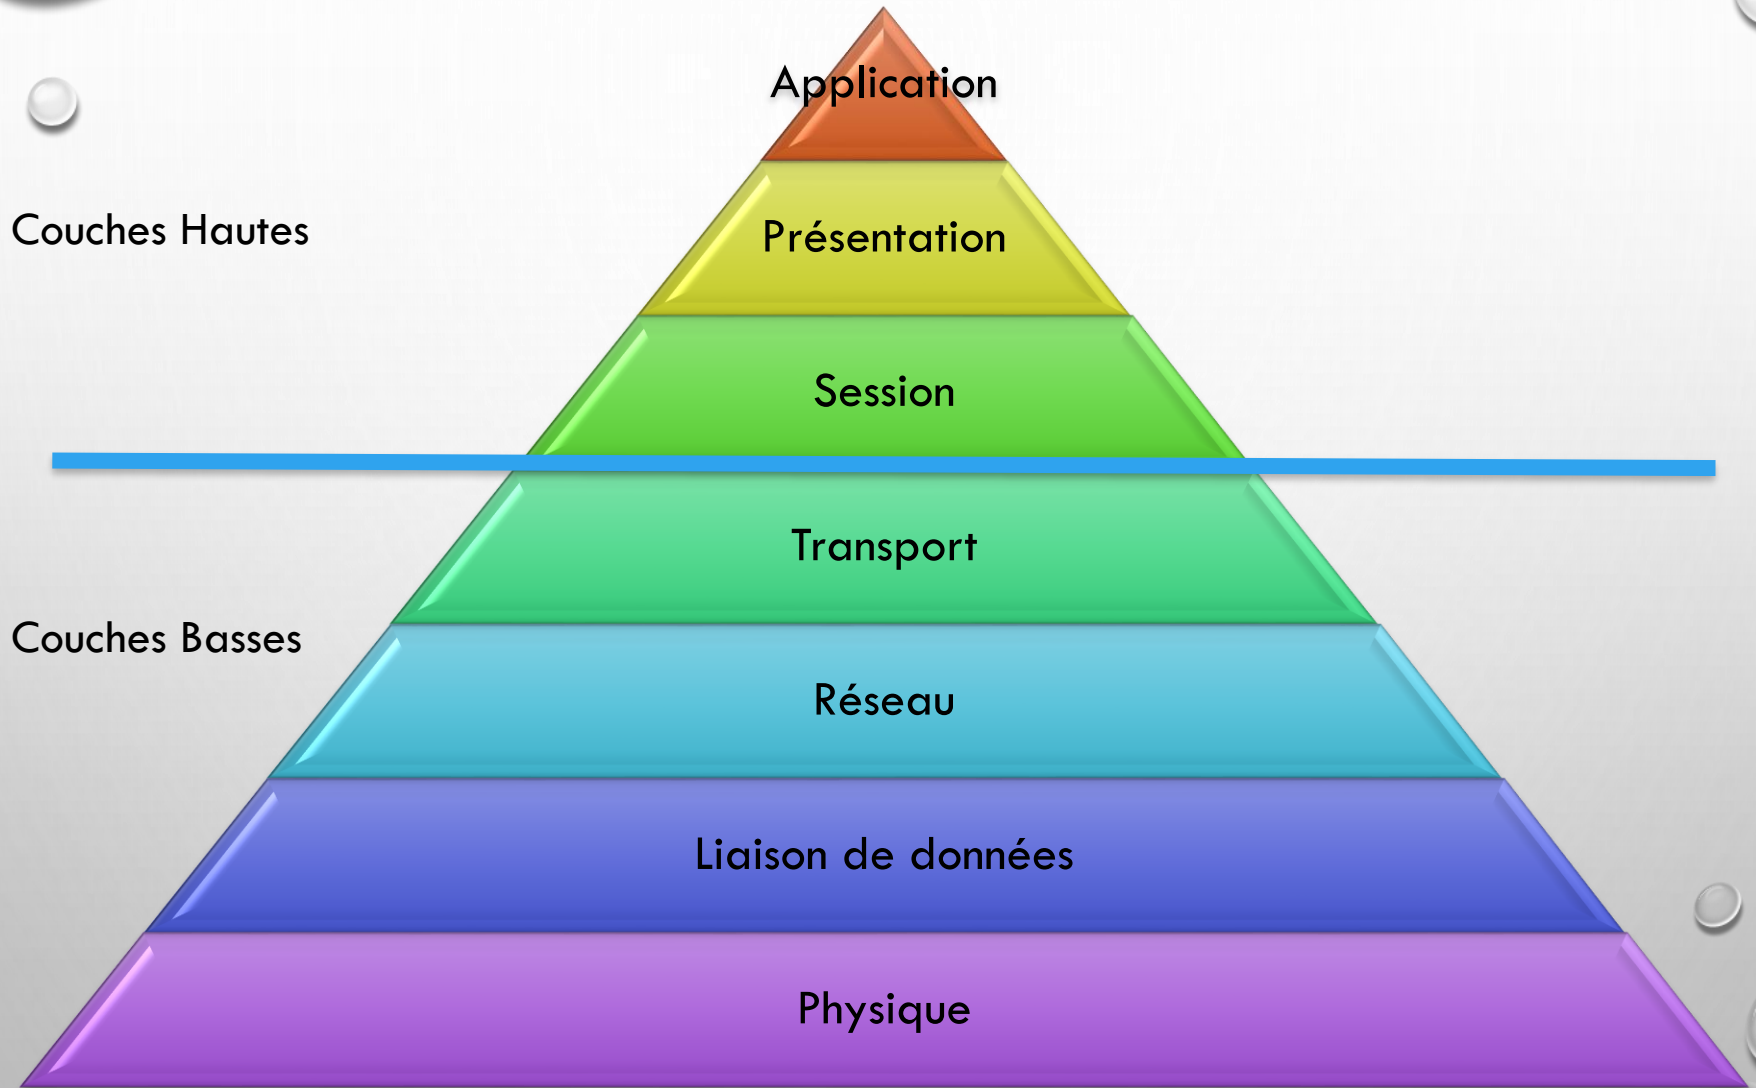 Application
Couches Hautes
Présentation
Session
Transport
Couches Basses
Réseau
Liaison de données
Physique